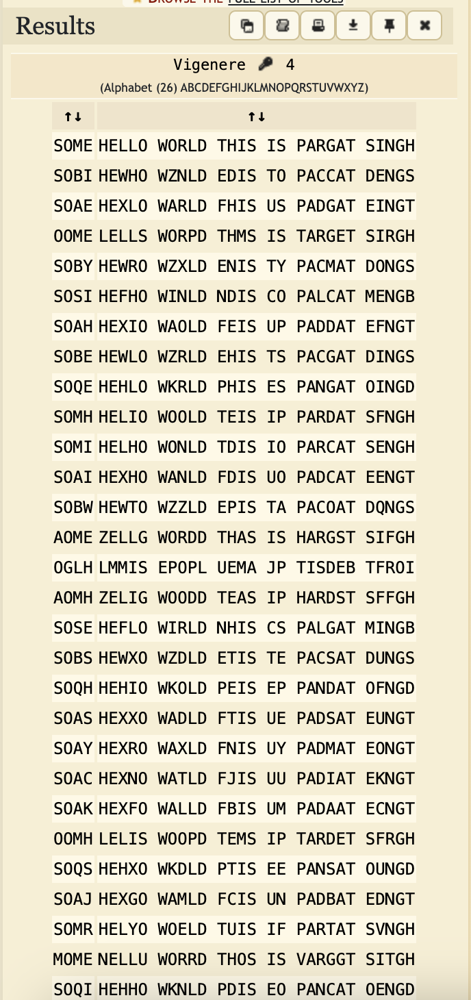 BROWSE THE FULL LIST OF TOOLS
Results
Vigenere 4
(Alphabet (26) ABCDEFGHIJKLMNOPQRSTUVWXYZ)
↑↓ ↑↓
SOME HELLO WORLD THIS IS PARGAT SINGH
SOBI HEWHO WZNLD EDIS TO PACCAT DENGS
SOAE HEXLO WARLD FHIS US PADGAT EINGT
OOME LELLS WORPD THMS IS TARGET SIRGH
SOBY HEWRO WZXLD ENIS TY PACMAT DONGS
SOSI HEFHO WINLD NDIS CO PALCAT MENGB
SOAH HEXIO WAOLD FEIS UP PADDAT EFNGT
SOBE HEWLO WZRLD EHIS TS PACGAT DINGS
SOQE HEHLO WKRLD PHIS ES PANGAT OINGD
SOMH HELIO WOOLD TEIS IP PARDAT SFNGH
SOMI HELHO WONLD TDIS IO PARCAT SENGH
SOAI HEXHO WANLD FDIS UO PADCAT EENGT
SOBW HEWTO WZZLD EPIS TA PACOAT DQNGS
AOME ZELLG WORDD THAS IS HARGST SIFGH
OGLH LMMIS EPOPL UEMA JP TISDEB TFROI
AOMH ZELIG WOODD TEAS IP HARDST SFFGH
SOSE HEFLO WIRLD NHIS CS PALGAT MINGB
SOBS HEWXO WZDLD ETIS TE PACSAT DUNGS
SOQH HEHIO WKOLD PEIS EP PANDAT OFNGD
SOAS HEXXO WADLD FTIS UE PADSAT EUNGT
SOAY HEXRO WAXLD FNIS UY PADMAT EONGT
SOAC HEXNO WATLD FJIS UU PADIAT EKNGT
SOAK HEXFO WALLD FBIS UM PADAAT ECNGT
OOMH LELIS WOOPD TEMS IP TARDET SFRGH
SOQS HEHXO WKDLD PTIS EE PANSAT OUNGD
SOAJ HEXGO WAMLD FCIS UN PADBAT EDNGT
SOMR HELYO WOELD TUIS IF PARTAT SVNGH
MOME NELLU WORRD THOS IS VARGGT SITGH
SOQI HEHHO WKNLD PDIS EO PANCAT OENGD